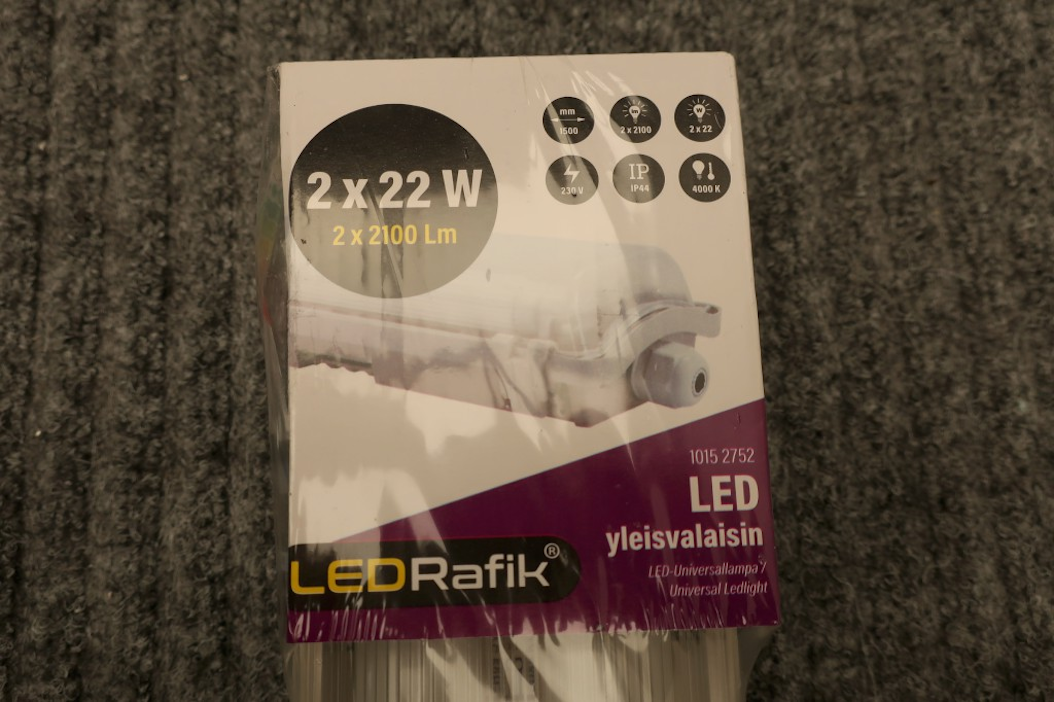 mm
1500
lm
2 x 2100
W
2 x 22
230 V
IP
IP44
4000 K
2 x 22 W
2 x 2100 Lm
1015 2752
LED
yleisvalaisin
LED-Universallampa /
Universal Ledlight
LEDRafik®